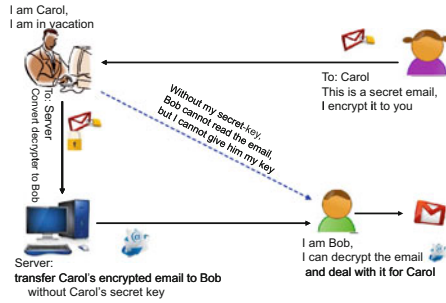 I am Carol,
I am in vacation
To: Carol
This is a secret email,
I encrypt it to you
To: Server
Convert decrypter to Bob
Without my secret-key,
Bob cannot read the email,
but I cannot give him my key
Server:
transfer Carol's encrypted email to Bob
without Carol's secret key
I am Bob,
I can decrypt the email
and deal with it for Carol